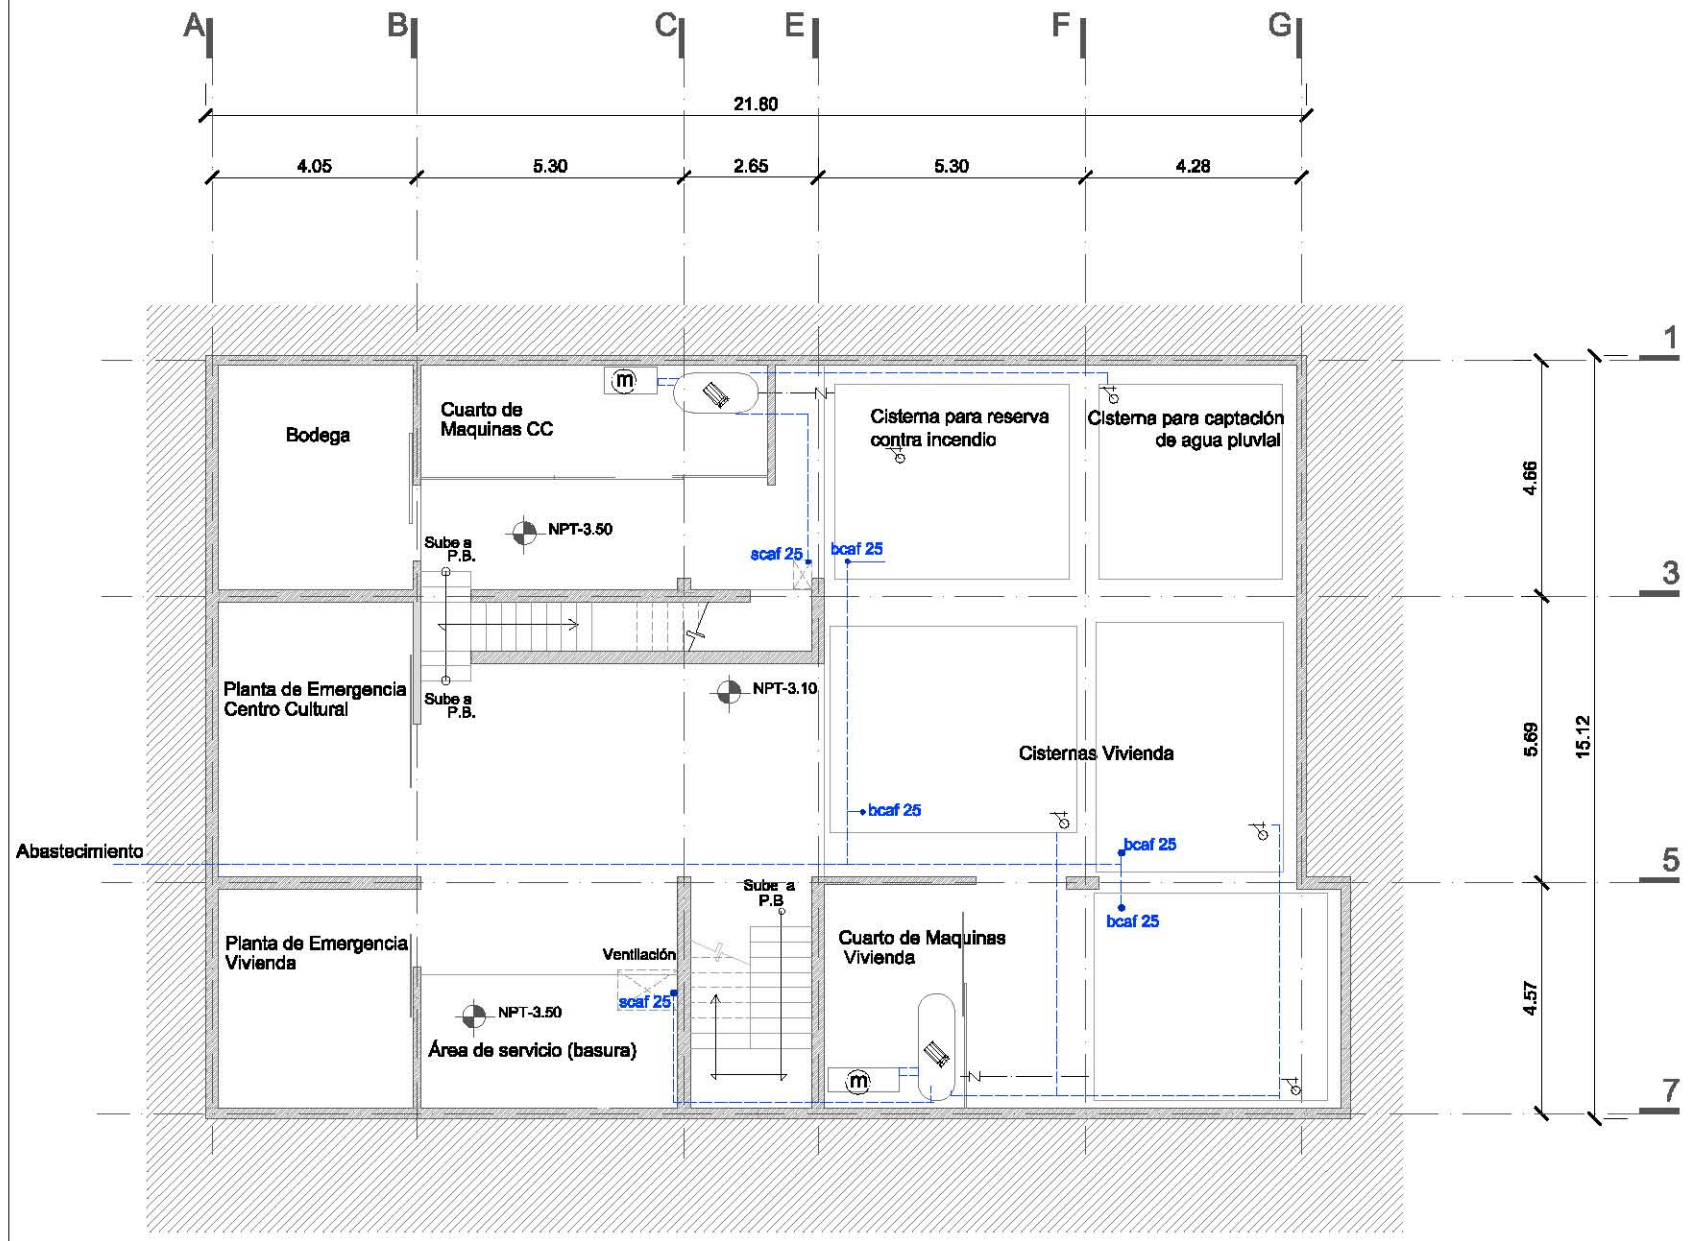 A B C E F G
21.80
4.05 5.30 2.65 5.30 4.28
1
Cuarto de
Maquinas CC
m
Bodega
Cisterna para reserva
contra incendio
Cisterna para captación
de agua pluvial
4.66
NPT-3.50
Sube a
P.B.
scaf 25
bcaf 25
3
Planta de Emergencia
Centro Cultural
Sube a
P.B.
NPT-3.10
Cisternas Vivienda
5.69
15.12
bcaf 25
Abastecimiento
bcaf 25
5
Sube a
P.B
bcaf 25
Planta de Emergencia
Vivienda
Ventilación
scaf 25
Cuarto de Maquinas
Vivienda
4.57
NPT-3.50
Área de servicio (basura)
m
7